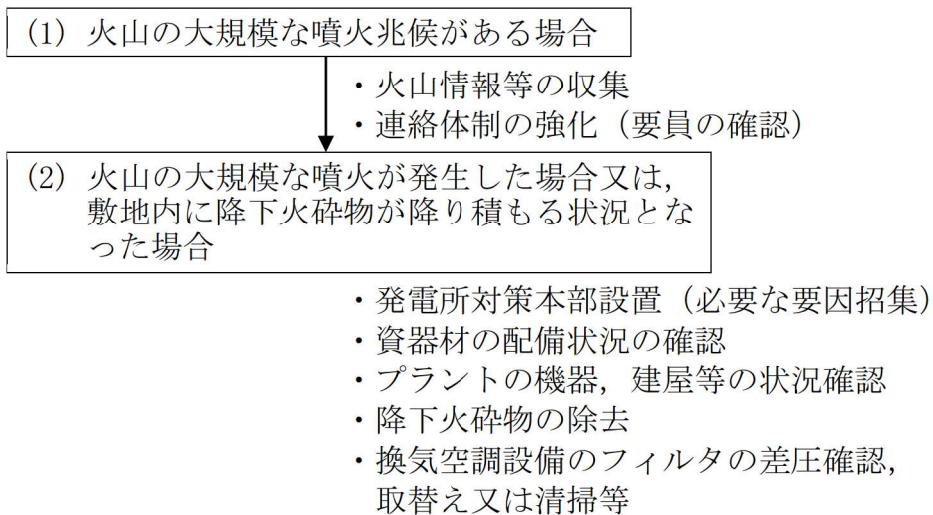 (1) 火山の大規模な噴火兆候がある場合
・火山情報等の収集
・連絡体制の強化（要員の確認）
(2) 火山の大規模な噴火が発生した場合又は，
敷地内に降下火砕物が降り積もる状況とな
った場合
・発電所対策本部設置（必要な要因招集）
・資器材の配備状況の確認
・プラントの機器，建屋等の状況確認
・降下火砕物の除去
・換気空調設備のフィルタの差圧確認，
取替え又は清掃等